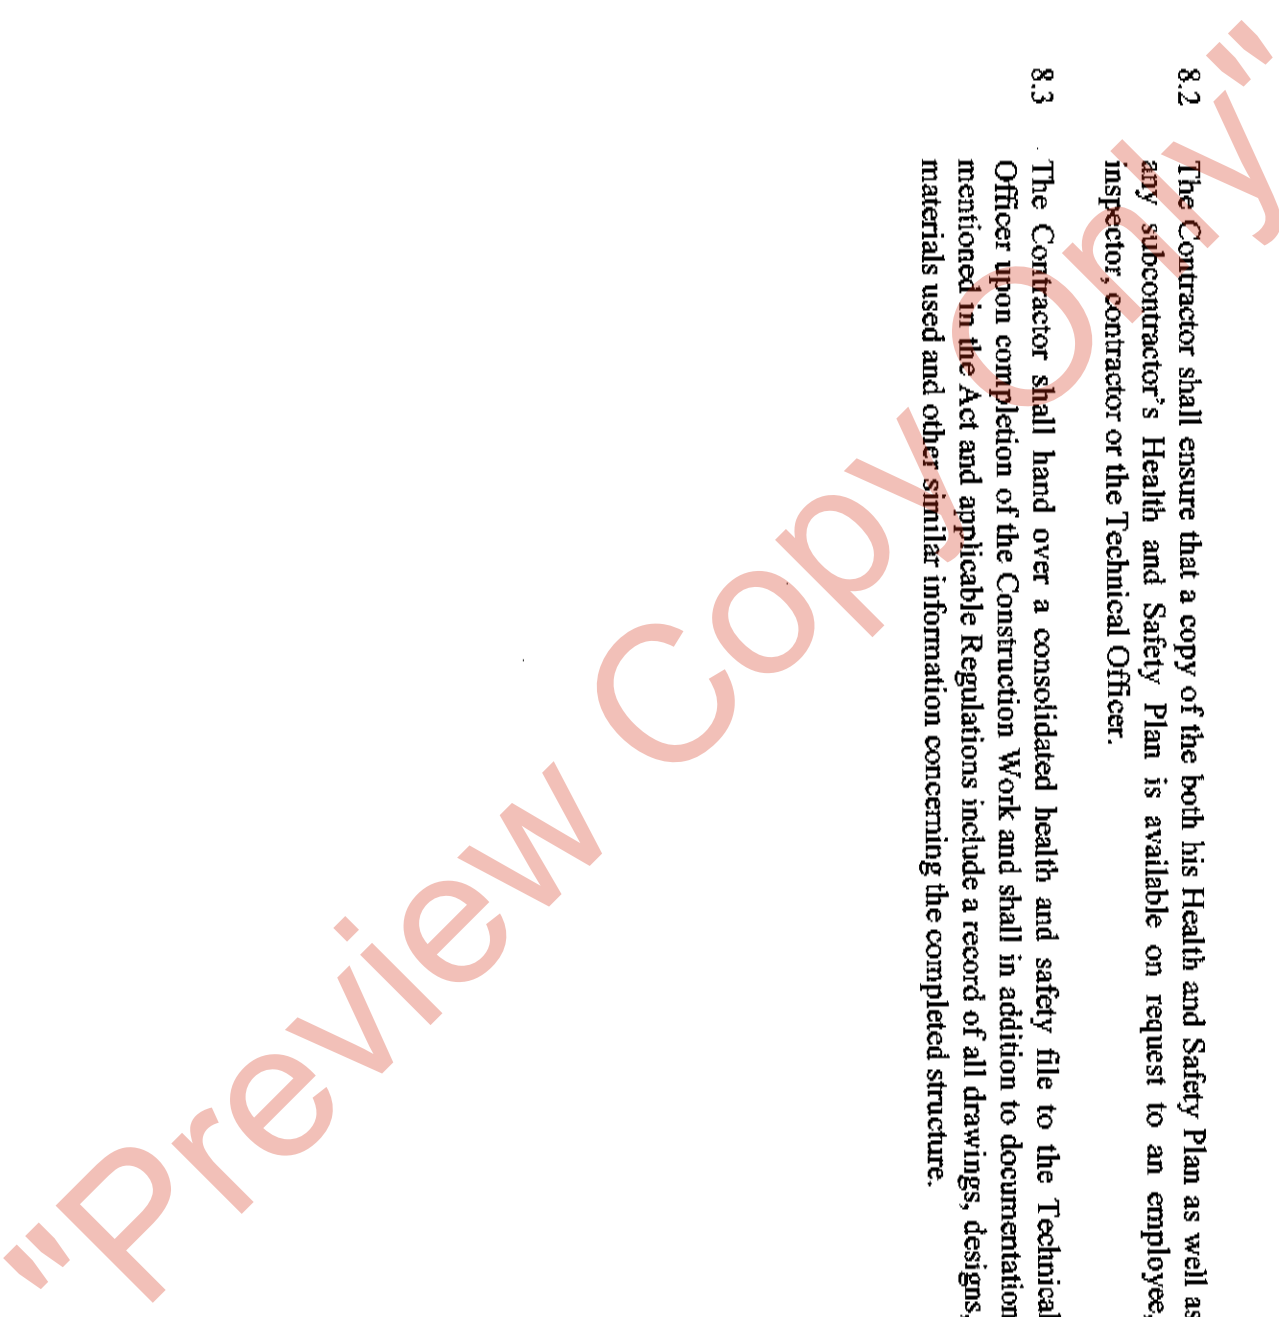 8.2 The Contractor shall ensure that a copy of the both his Health and Safety Plan as well as
any subcontractor's Health and Safety Plan is available on request to an employee,
inspector, contractor or the Technical Officer.
8.3 The Contractor shall hand over a consolidated health and safety file to the Technical
Officer upon completion of the Construction Work and shall in addition to documentation
mentioned in the Act and applicable Regulations include a record of all drawings, designs,
materials used and other similar information concerning the completed structure.
"Preview Copy Only"